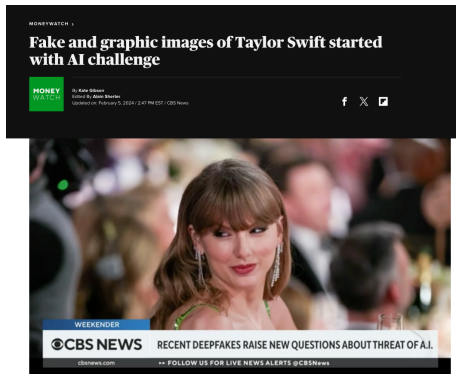 MONEYWATCH >
Fake and graphic images of Taylor Swift started
with AI challenge
MONEY
WATCH
By Kate Gibson
Edited By Alain Sherter
Updated on: February 5, 2024 / 2:47 PM EST / CBS News
WEEKENDER
CBS NEWS
RECENT DEEPFAKES RAISE NEW QUESTIONS ABOUT THREAT OF A.I.
cbsnews.com
FOLLOW US FOR LIVE NEWS ALERTS @CBSNews